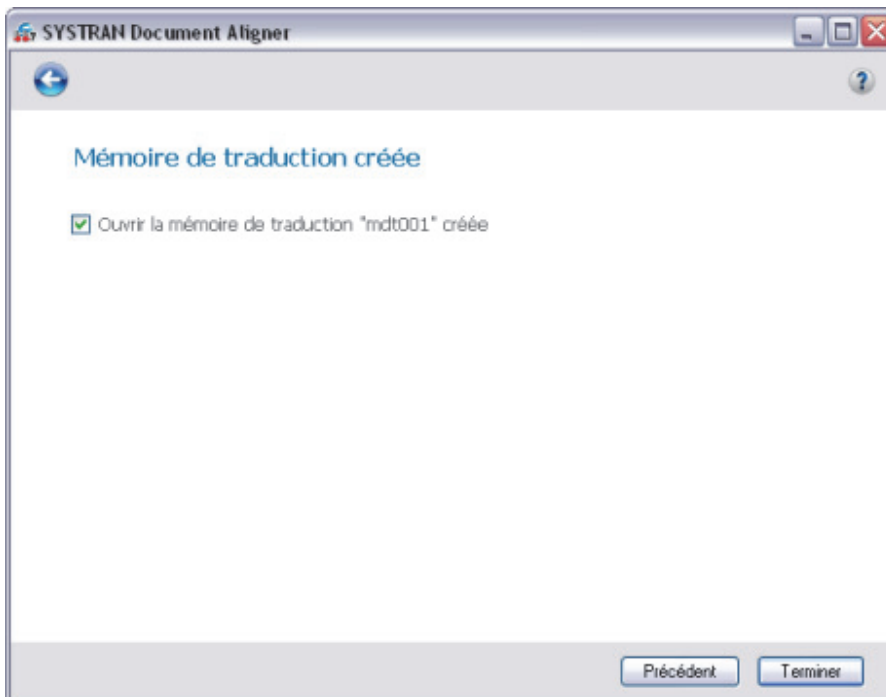 SYSTRAN Document Aligner
?
Mémoire de traduction créée
Ouvrir la mémoire de traduction "mdt001" créée
Précédent Terminer